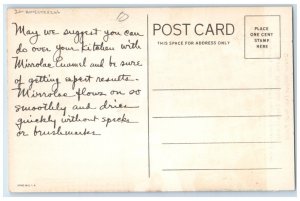 May we suggest you can
do over your kitchen with
Mirrolac Enamel and be sure
of getting expert results.
Mirrolac flows on so
smoothly and dries
quickly without specks
or brushmarks
POST CARD
THIS SPACE FOR ADDRESS ONLY
PLACE
ONE CENT
STAMP
HERE